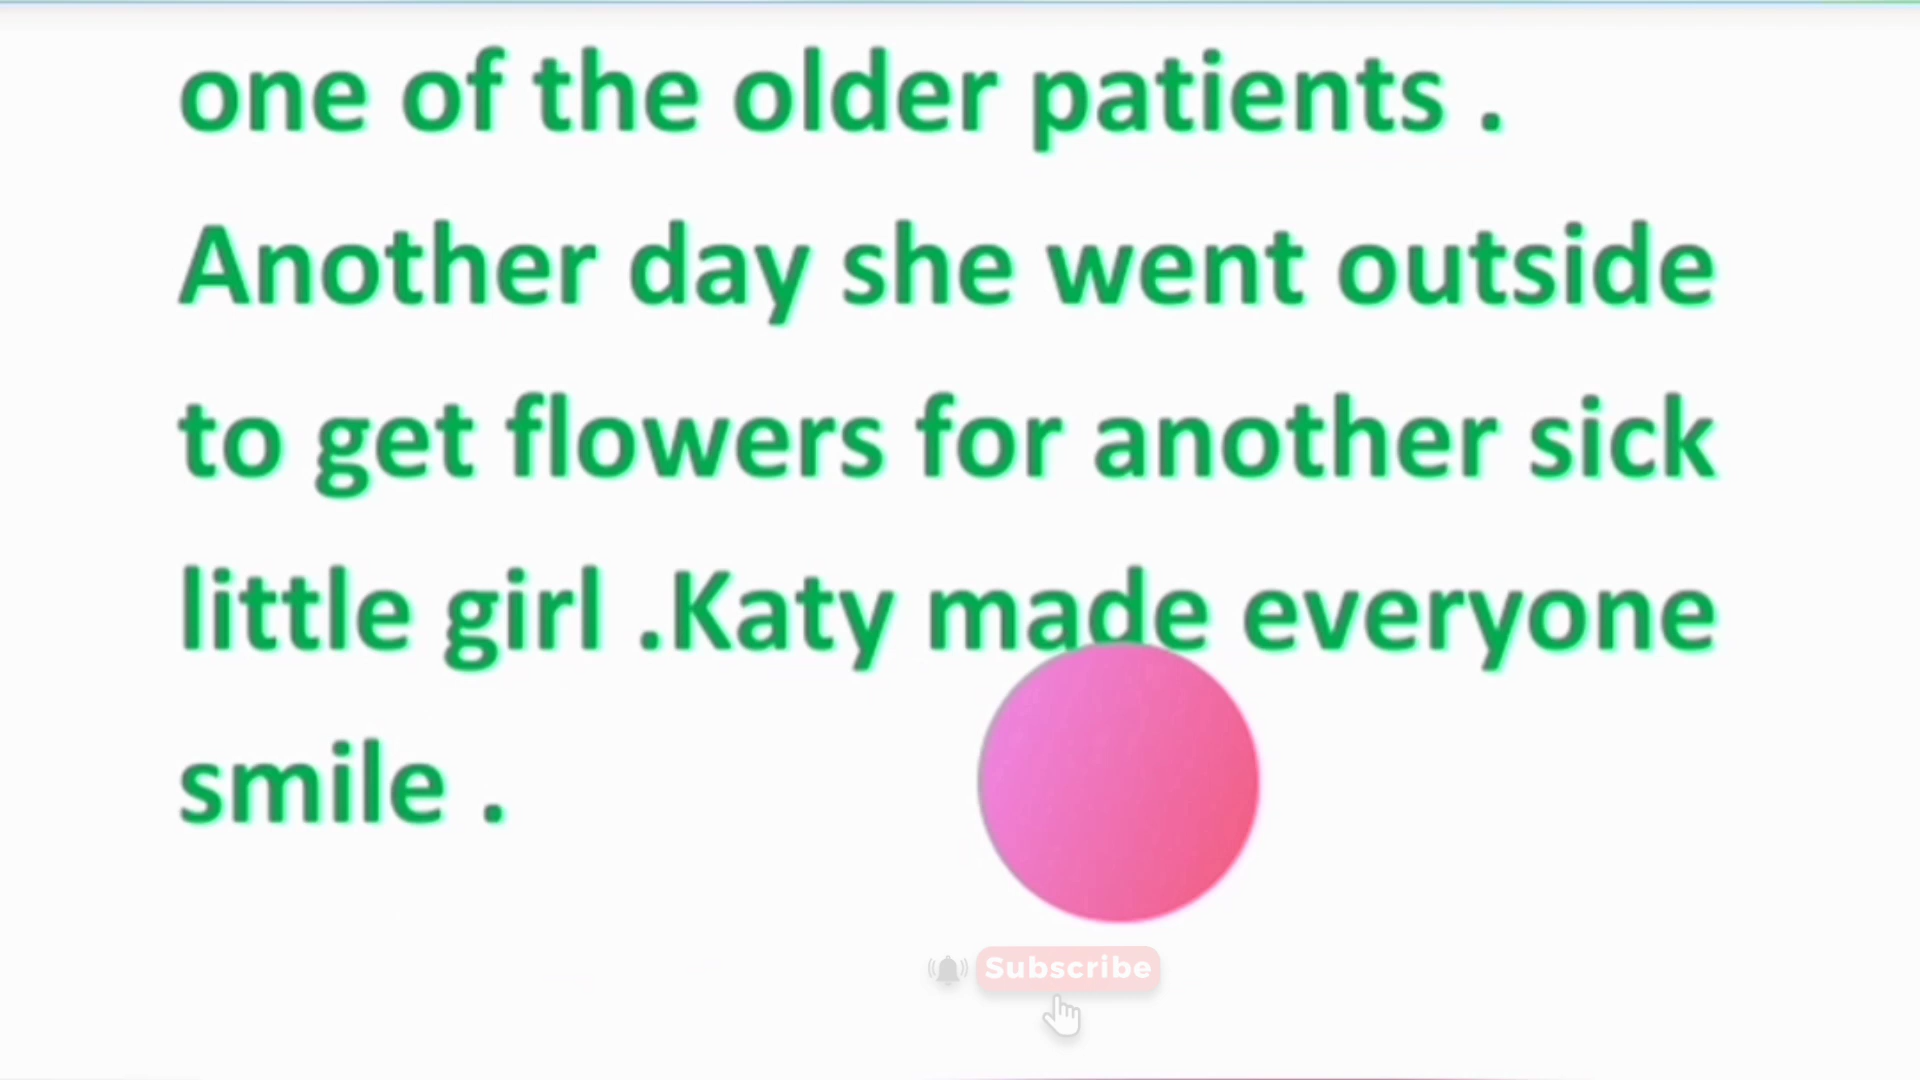 one of the older patients .
Another day she went outside
to get flowers for another sick
little girl .Katy made everyone
smile .
Subscribe